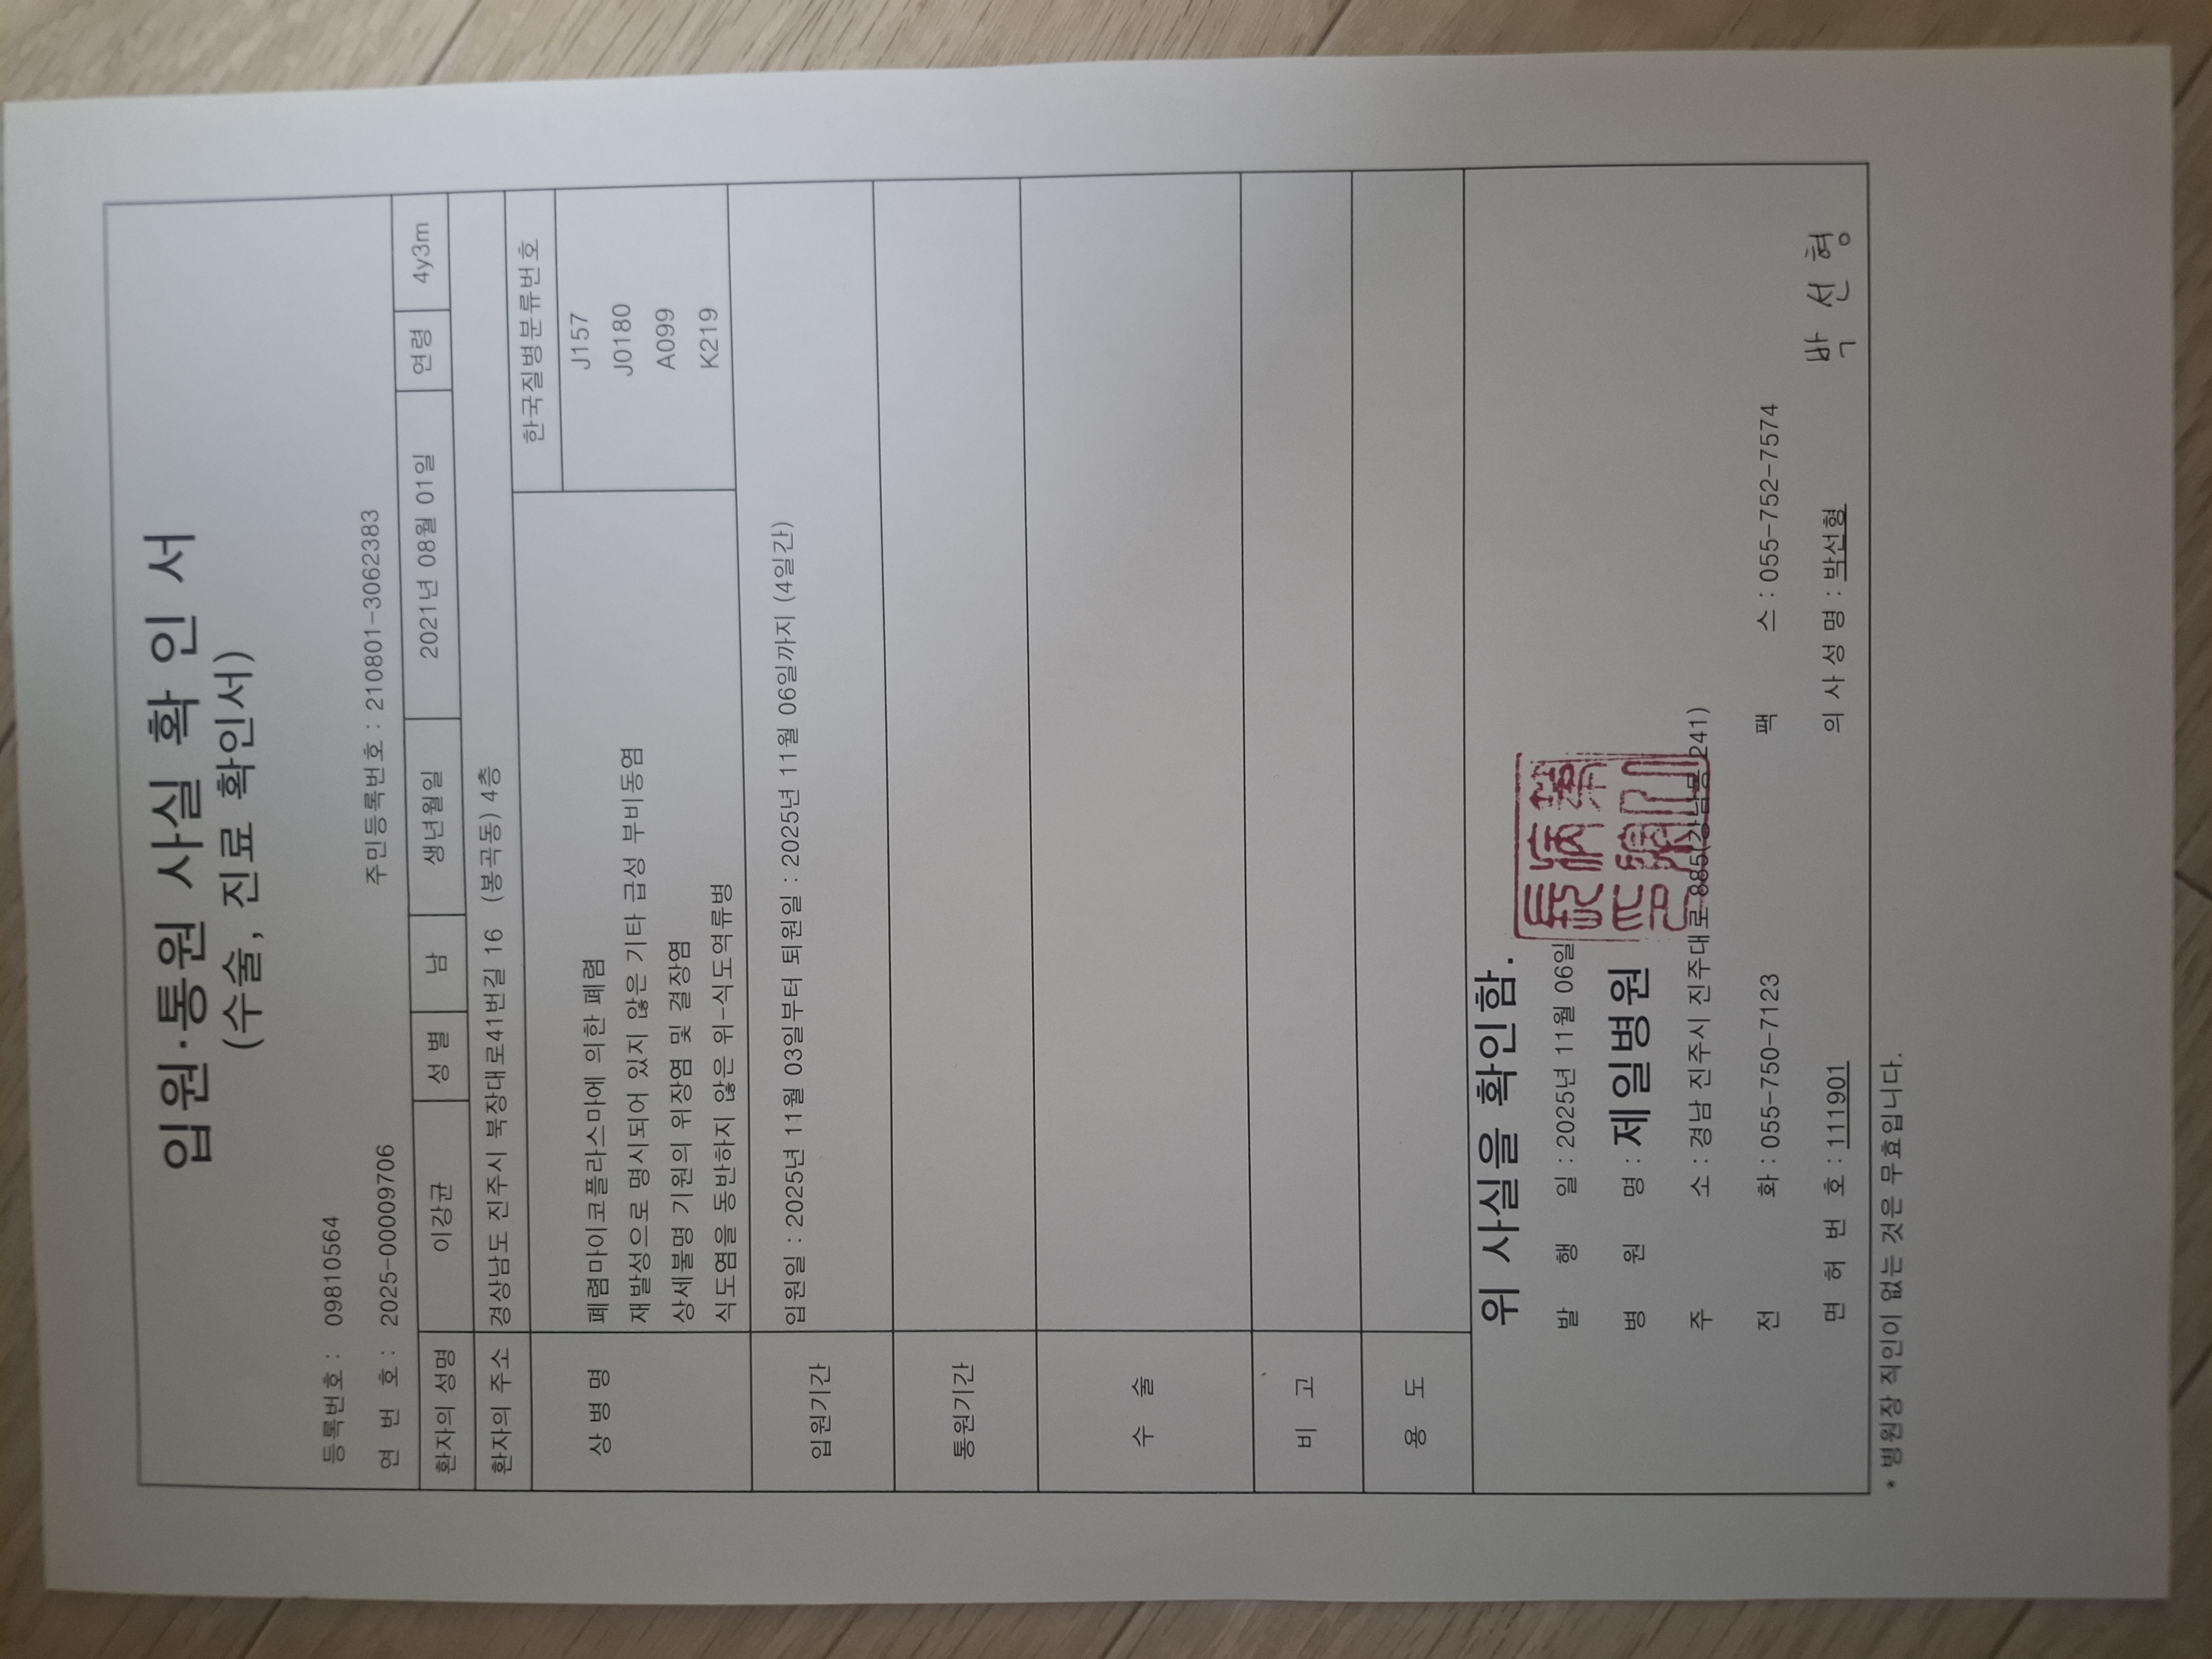 입원·통원 사실 확 인 서
(수술, 진료 확인서)
등록번호 : 09810564
연 번 호 : 2025-00009706 주민등록번호 : 210801-3062383
환자의 성명 이강균 성 별 남 생년월일 2021년 08월 01일 연령 4y3m
환자의 주소 경상남도 진주시 북장대로41번길 16 (봉곡동) 4층
상 병 명 한국질병분류번호
폐렴마이코플라스마에 의한 폐렴 J157
재발성으로 명시되어 있지 않은 기타 급성 부비동염 J0180
상세불명 기원의 위장염 및 결장염 A099
식도염을 동반하지 않은 위-식도역류병 K219
입원기간 입원일 : 2025년 11월 03일부터 퇴원일 : 2025년 11월 06일까지 (4일간)
통원기간
수 술
비 고
용 도
위 사실을 확인함.
발 행 일 : 2025년 11월 06일
병 원 명 : 제일병원
주 소 : 경남 진주시 진주대로 885(강남동 241)
전 화 : 055-750-7123 팩 스 : 055-752-7574
면 허 번 호 : 111901 의 사 성 명 : 박선형 박 선 형
* 병원장 직인이 없는 것은 무효입니다.